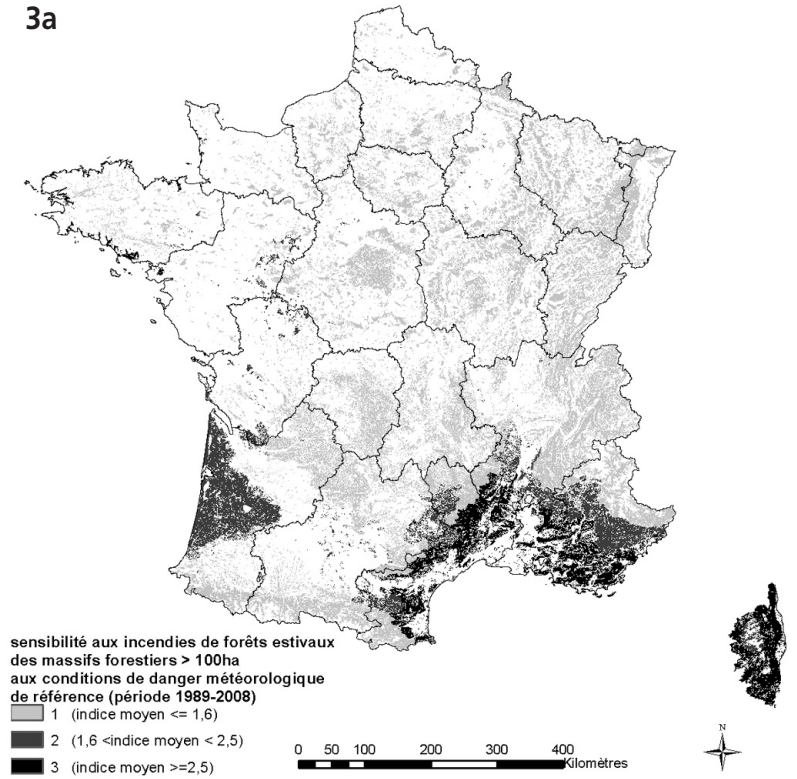 3a
sensibilité aux incendies de forêts estivaux
des massifs forestiers > 100ha
aux conditions de danger météorologique
de référence (période 1989-2008)
1 (indice moyen <= 1,6)
2 (1,6 <indice moyen < 2,5)
3 (indice moyen >=2,5)
0 50 100 200 300 400
Kilomètres
N